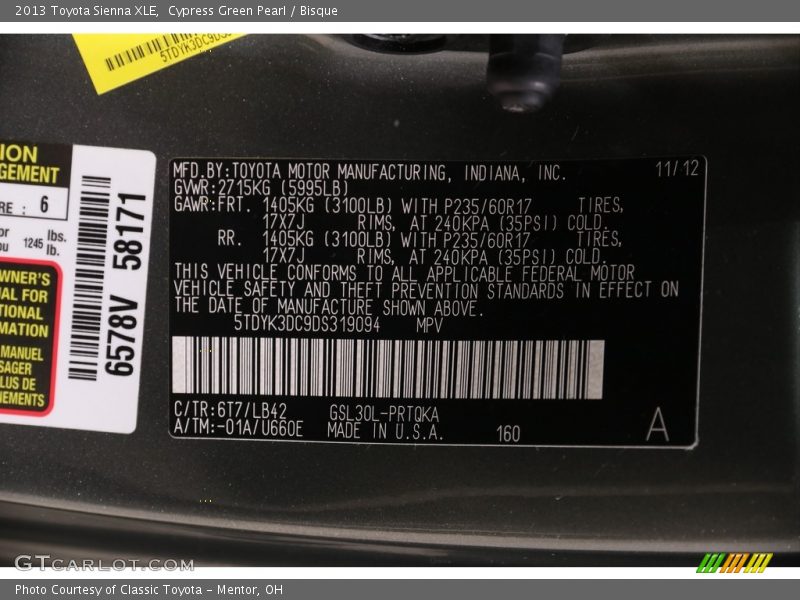 2013 Toyota Sienna XLE, Cypress Green Pearl / Bisque
MFD.BY:TOYOTA MOTOR MANUFACTURING, INDIANA, INC. 11/12
GVWR:2715KG (5995LB)
GAWR:FRT. 1405KG (3100LB) WITH P235/60R17 TIRES,
17X7J RIMS, AT 240KPA (35PSI) COLD.
RR. 1405KG (3100LB) WITH P235/60R17 TIRES,
17X7J RIMS, AT 240KPA (35PSI) COLD.
THIS VEHICLE CONFORMS TO ALL APPLICABLE FEDERAL MOTOR
VEHICLE SAFETY AND THEFT PREVENTION STANDARDS IN EFFECT ON
THE DATE OF MANUFACTURE SHOWN ABOVE.
5TDYK3DC9DS319094 MPV
C/TR:6T7/LB42 GSL30L-PRTQKA
A/TM:-01A/U660E MADE IN U.S.A. 160 A
ION
GEMENT
RE : 6
1245 lbs.
lb.
WNER'S
AL FOR
TIONAL
MATION
MANUEL
SAGER
LUS DE
NEMENTS
6578V 58171
GTCARLOT.COM
Photo Courtesy of Classic Toyota - Mentor, OH